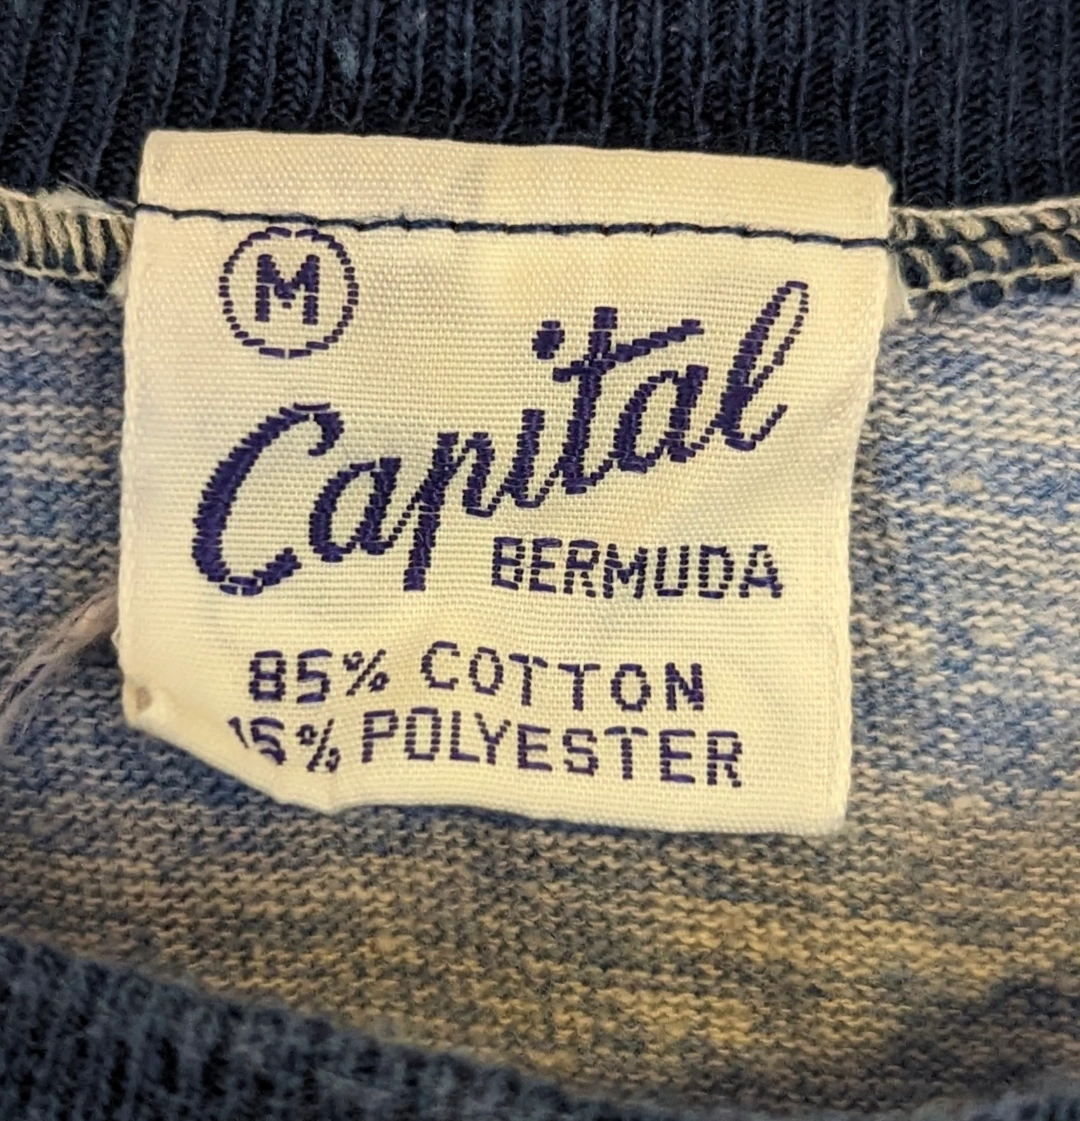 M
Capital
BERMUDA
85% COTTON
15% POLYESTER